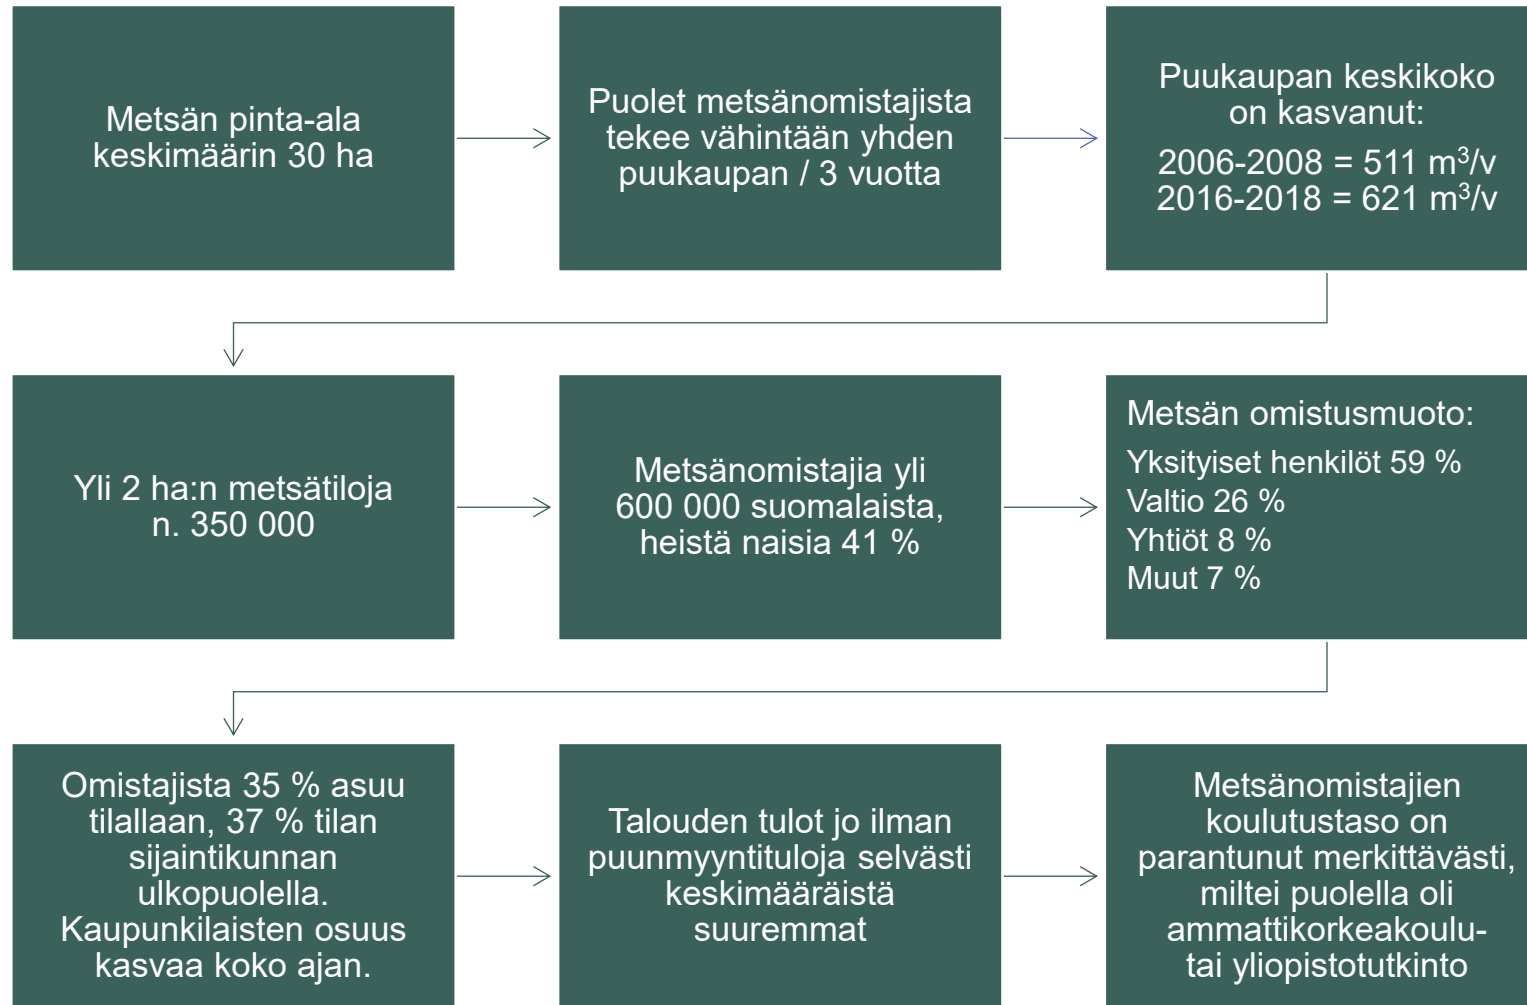 Metsän pinta-ala
keskimäärin 30 ha
Puolet metsänomistajista
tekee vähintään yhden
puukaupan / 3 vuotta
Puukaupan keskikoko
on kasvanut:
2006-2008 = 511 m³/v
2016-2018 = 621 m³/v
Yli 2 ha:n metsätiloja
n. 350 000
Metsänomistajia yli
600 000 suomalaista,
heistä naisia 41 %
Metsän omistusmuoto:
Yksityiset henkilöt 59 %
Valtio 26 %
Yhtiöt 8 %
Muut 7 %
Omistajista 35 % asuu
tilallaan, 37 % tilan
sijaintikunnan
ulkopuolella.
Kaupunkilaisten osuus
kasvaa koko ajan.
Talouden tulot jo ilman
puunmyyntituloja selvästi
keskimääräistä
suuremmat
Metsänomistajien
koulutustaso on
parantunut merkittävästi,
miltei puolella oli
ammattikorkeakoulu-
tai yliopistotutkinto